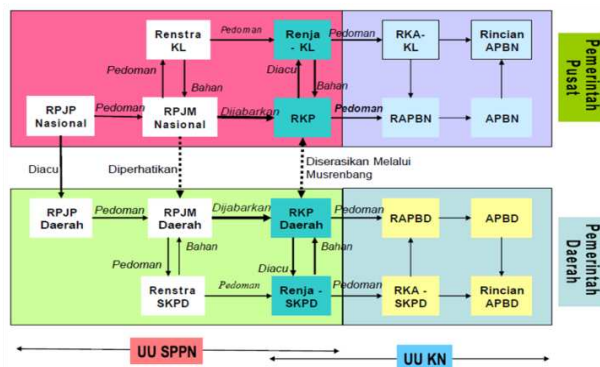 Renstra
KL
Pedoman
Renja
- KL
Pedoman
RKA-
KL
Rincian
APBN
Pemerintah
Pusat
Pedoman
Bahan
Diacu
Bahan
RPJP
Nasional
Pedoman
RPJM
Nasional
Dijabarkan
RKP
Pedoman
RAPBN
APBN
Diacu
Diperhatikan
Diserasikan Melalui
Musrenbang
RPJP
Daerah
Pedoman
RPJM
Daerah
Dijabarkan
RKP
Daerah
Pedoman
RAPBD
APBD
Pemerintah
Daerah
Pedoman
Bahan
Diacu
Bahan
Renstra
SKPD
Pedoman
Renja -
SKPD
Pedoman
RKA -
SKPD
Rincian
APBD
UU SPPN
UU KN